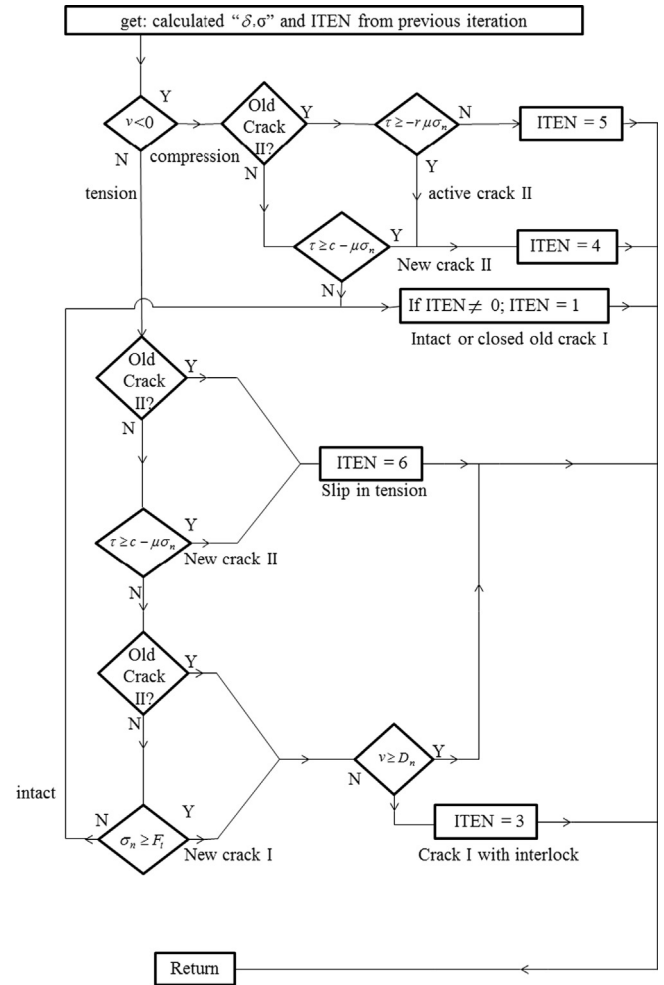 get: calculated “δ,σ” and ITEN from previous iteration
Y
v<0
N
compression
tension
Old
Crack
II?
Y
N
τ ≥ −r μσₙ
N
Y
ITEN = 5
active crack II
τ ≥ c − μσₙ
Y
N
New crack II
ITEN = 4
If ITEN ≠ 0; ITEN = 1
Intact or closed old crack I
Old
Crack
II?
Y
N
ITEN = 6
Slip in tension
τ ≥ c − μσₙ
Y
New crack II
N
Old
Crack
II?
Y
N
v ≥ Dₙ
Y
N
intact
N
σₙ ≥ Fₜ
Y
New crack I
ITEN = 3
Crack I with interlock
Return